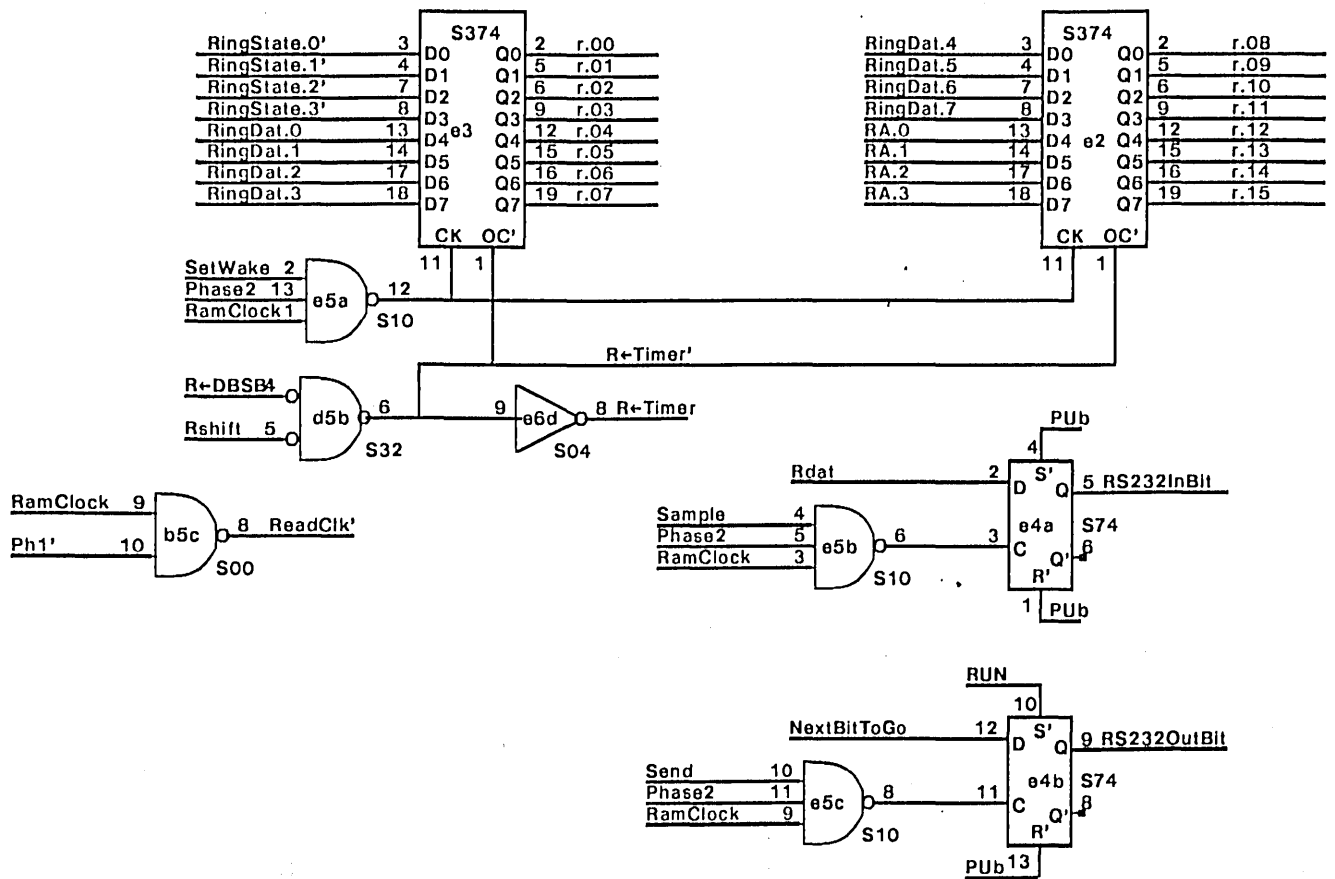 S374
RingState.0' 3 D0 Q0 2 r.00
RingState.1' 4 D1 Q1 5 r.01
RingState.2' 7 D2 Q2 6 r.02
RingState.3' 8 D3 Q3 9 r.03
RingDat.0 13 D4 e3 Q4 12 r.04
RingDat.1 14 D5 Q5 15 r.05
RingDat.2 17 D6 Q6 16 r.06
RingDat.3 18 D7 Q7 19 r.07
CK OC'
11 1
S374
RingDat.4 3 D0 Q0 2 r.08
RingDat.5 4 D1 Q1 5 r.09
RingDat.6 7 D2 Q2 6 r.10
RingDat.7 8 D3 Q3 9 r.11
RA.0 13 D4 e2 Q4 12 r.12
RA.1 14 D5 Q5 15 r.13
RA.2 17 D6 Q6 16 r.14
RA.3 18 D7 Q7 19 r.15
CK OC'
11 1
SetWake 2
Phase2 13 e5a 12
RamClock 1
S10
R←Timer'
R←DBSB 4
d5b 6 9 e6d 8 R←Timer
Rshift 5
S32 S04
RamClock 9
b5c 8 ReadClk'
Ph1' 10
S00
PUb
4
S'
Rdat 2 D Q 5 RS232InBit
Sample 4
Phase2 5 e5b 6 3 C e4a S74
RamClock 3
Q' 6
S10
R'
1 PUb
RUN
10
S'
NextBitToGo 12 D Q 9 RS232OutBit
Send 10
Phase2 11 e5c 8 11 C e4b S74
RamClock 9
Q' 8
S10
R'
PUb 13